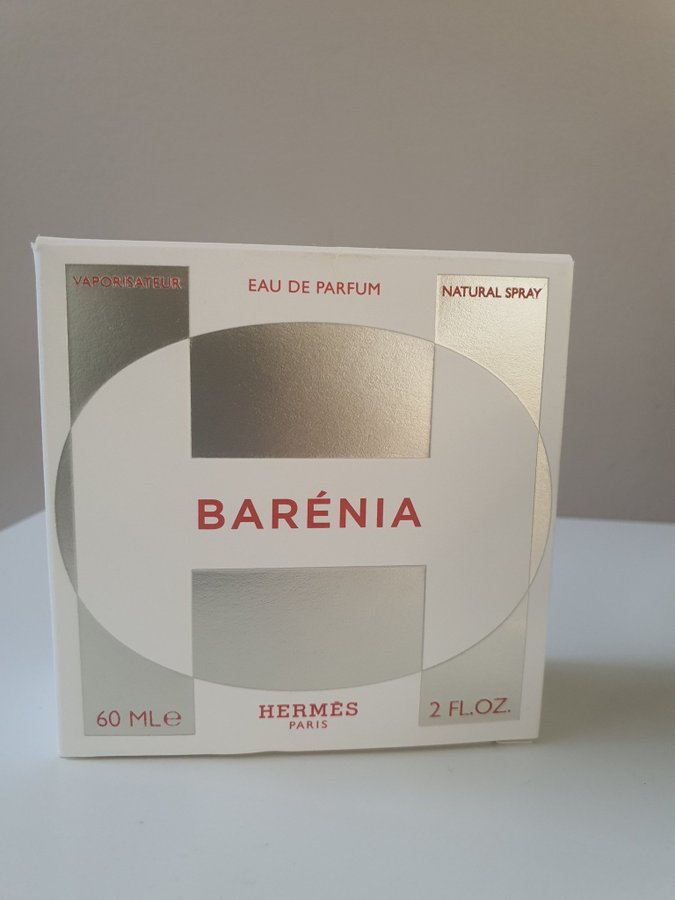 VAPORISATEUR
EAU DE PARFUM
NATURAL SPRAY
BARÉNIA
60 ML℮
HERMÈS
PARIS
2 FL.OZ.